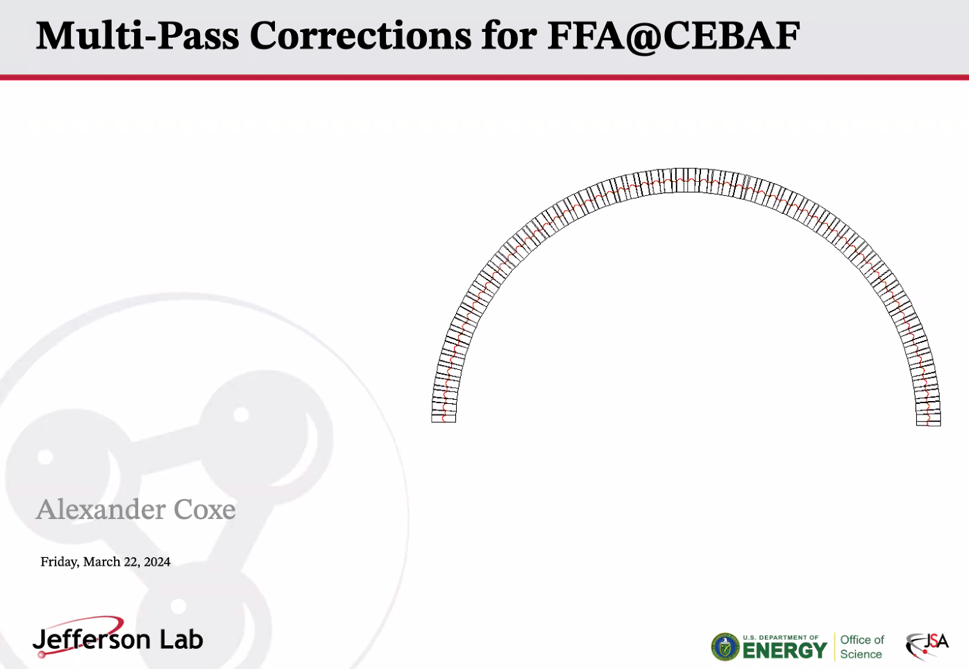 Multi-Pass Corrections for FFA@CEBAF
Alexander Coxe
Friday, March 22, 2024
Jefferson Lab
U.S. DEPARTMENT OF
ENERGY
Office of
Science
JSA